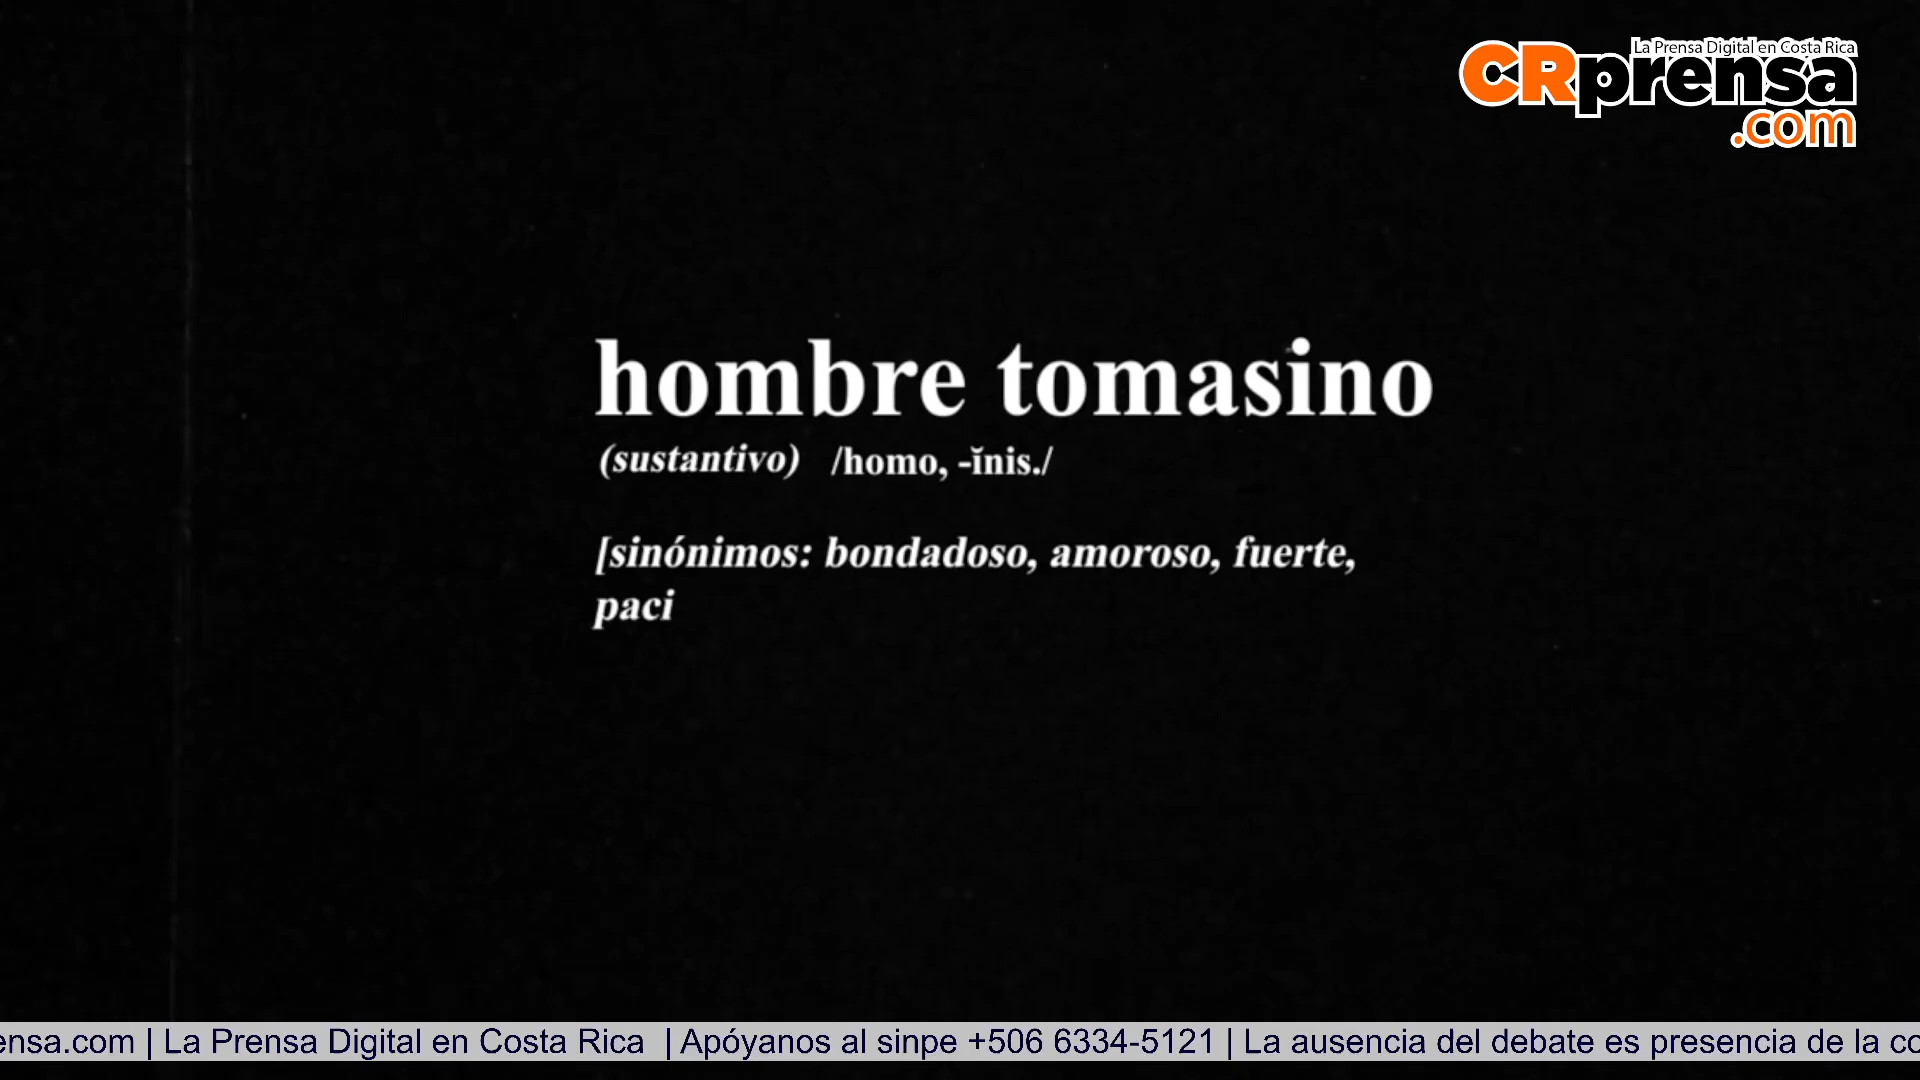 La Prensa Digital en Costa Rica
CRprensa
.com
hombre tomasino
(sustantivo) /homo, -ĭnis./
[sinónimos: bondadoso, amoroso, fuerte,
paci
ensa.com | La Prensa Digital en Costa Rica | Apóyanos al sinpe +506 6334-5121 | La ausencia del debate es presencia de la co